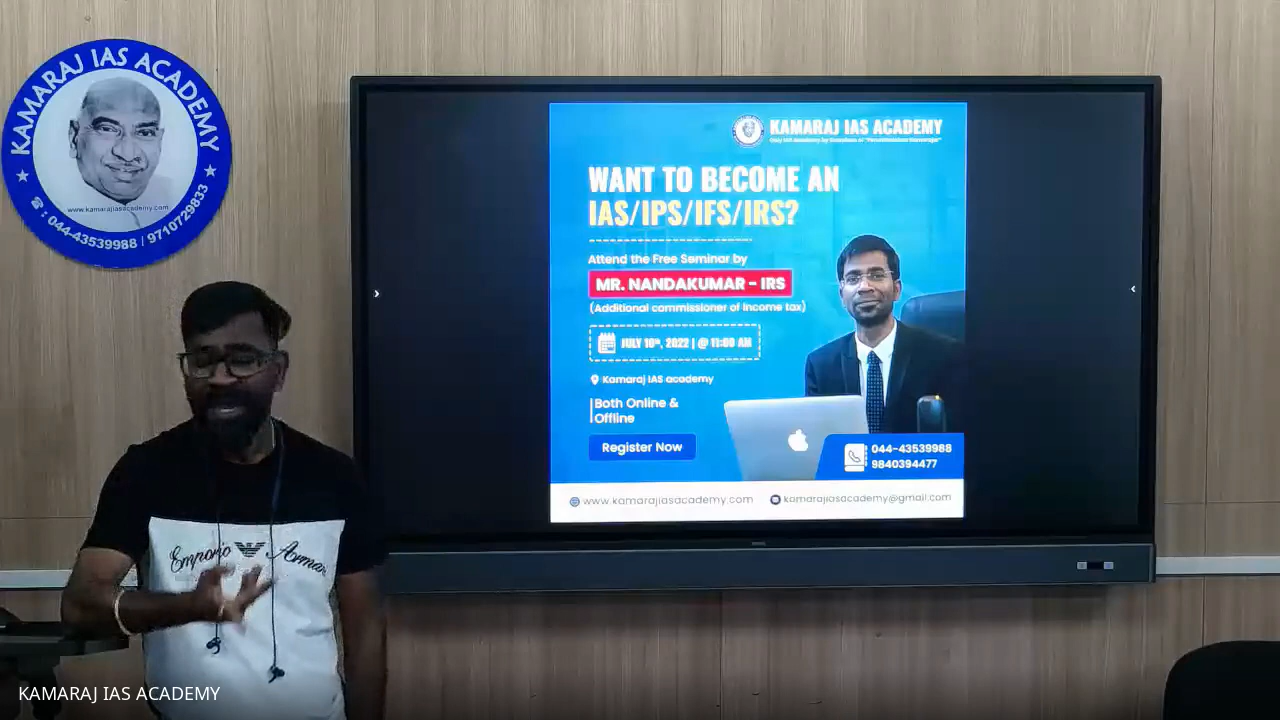 KAMARAJ IAS ACADEMY
www.kamarajiasacademy.com
044-43539988 | 9710729833
KAMARAJ IAS ACADEMY
WANT TO BECOME AN
IAS/IPS/IFS/IRS?
Attend the Free Seminar by
MR. NANDAKUMAR - IRS
(Additional commissioner of income tax)
JULY 10th, 2022 | @ 11:00 AM
Kamaraj IAS academy
Both Online &
Offline
Register Now
044-43539988
9840394477
www.kamarajiasacademy.com
kamarajiasacademy@gmail.com
Emporio Armani
KAMARAJ IAS ACADEMY